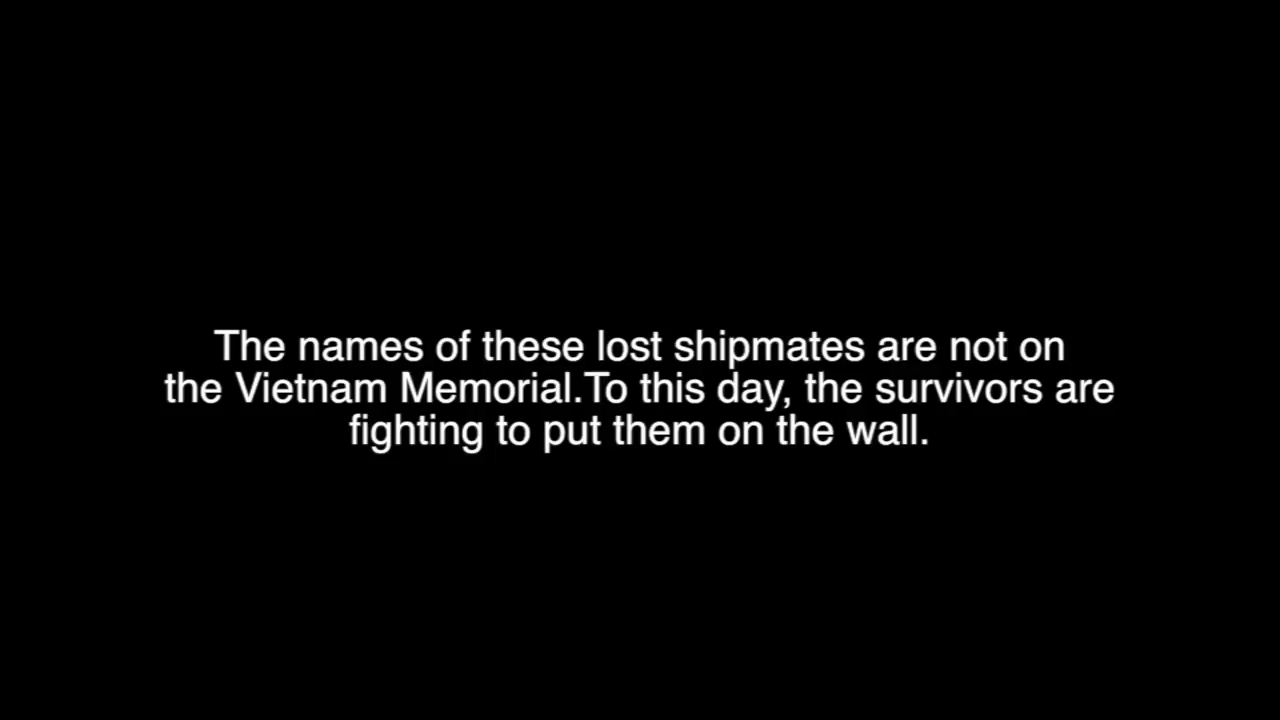 The names of these lost shipmates are not on
the Vietnam Memorial.To this day, the survivors are
fighting to put them on the wall.